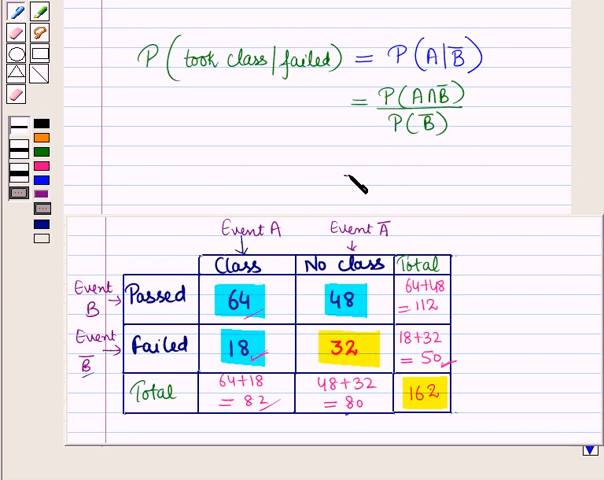 P(took class/failed) = P(A|B̅)
= P(A∩B̅)
P(B̅)
Event A Event A̅
Class No class Total
Event B Passed 64 48 64+48 = 112
Event B̅ Failed 18 32 18+32 = 50
Total 64+18 = 82 48+32 = 80 162